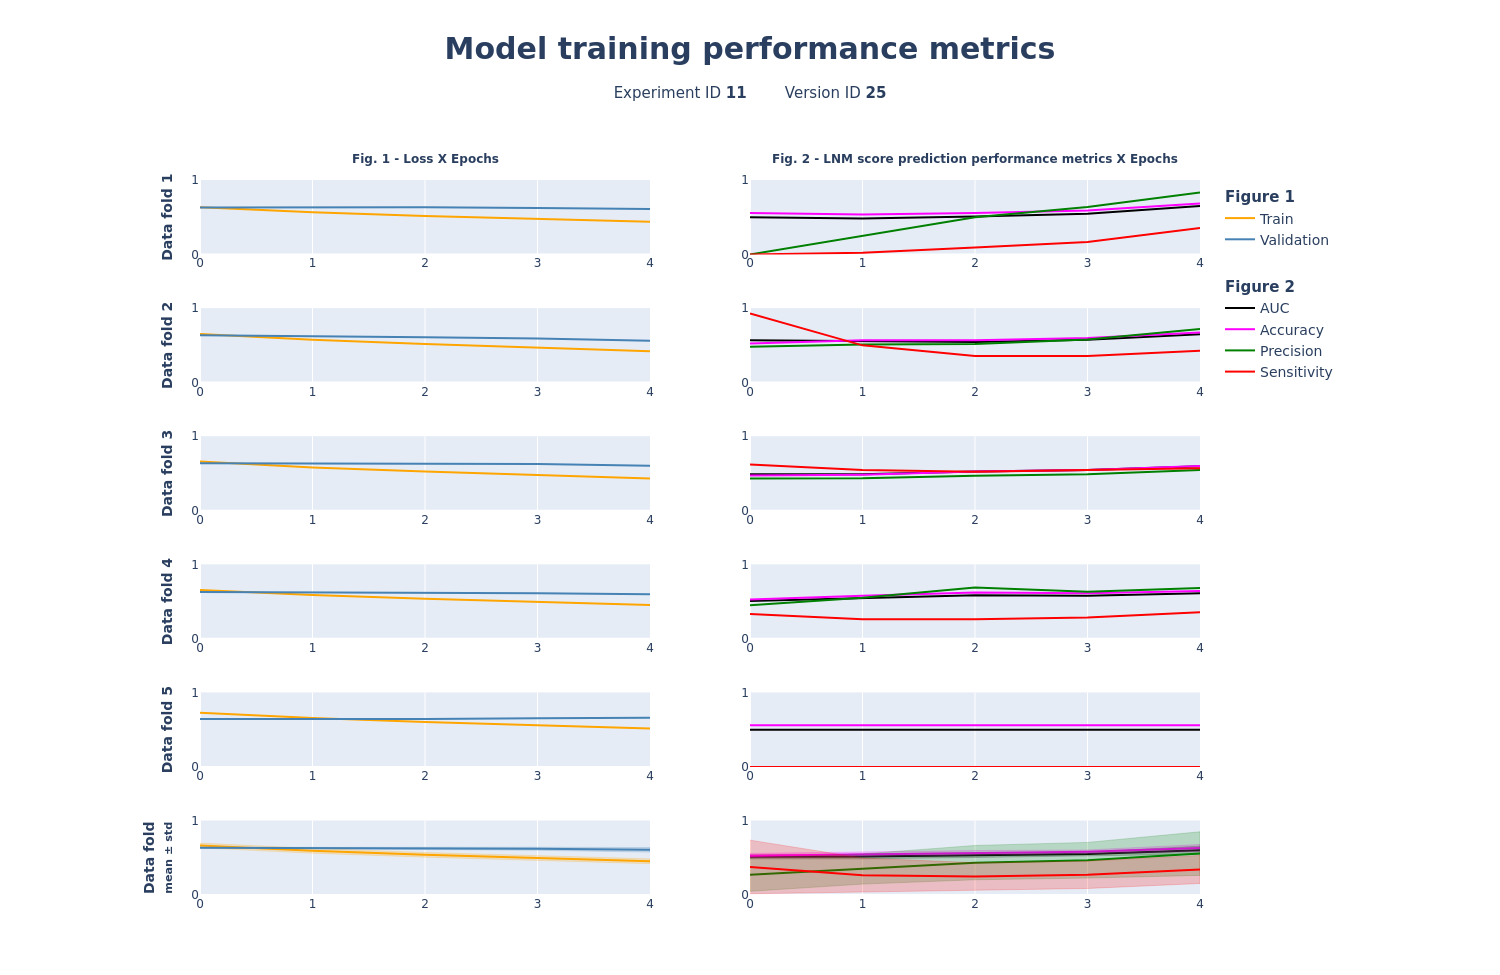 Model training performance metrics
Experiment ID 11 Version ID 25
Fig. 1 - Loss X Epochs
Fig. 2 - LNM score prediction performance metrics X Epochs
Data fold 1
1
0
0 1 2 3 4
1
0
0 1 2 3 4
Figure 1
Train
Validation
Figure 2
AUC
Accuracy
Precision
Sensitivity
Data fold 2
1
0
0 1 2 3 4
1
0
0 1 2 3 4
Data fold 3
1
0
0 1 2 3 4
1
0
0 1 2 3 4
Data fold 4
1
0
0 1 2 3 4
1
0
0 1 2 3 4
Data fold 5
1
0
0 1 2 3 4
1
0
0 1 2 3 4
Data fold
mean ± std
1
0
0 1 2 3 4
1
0
0 1 2 3 4